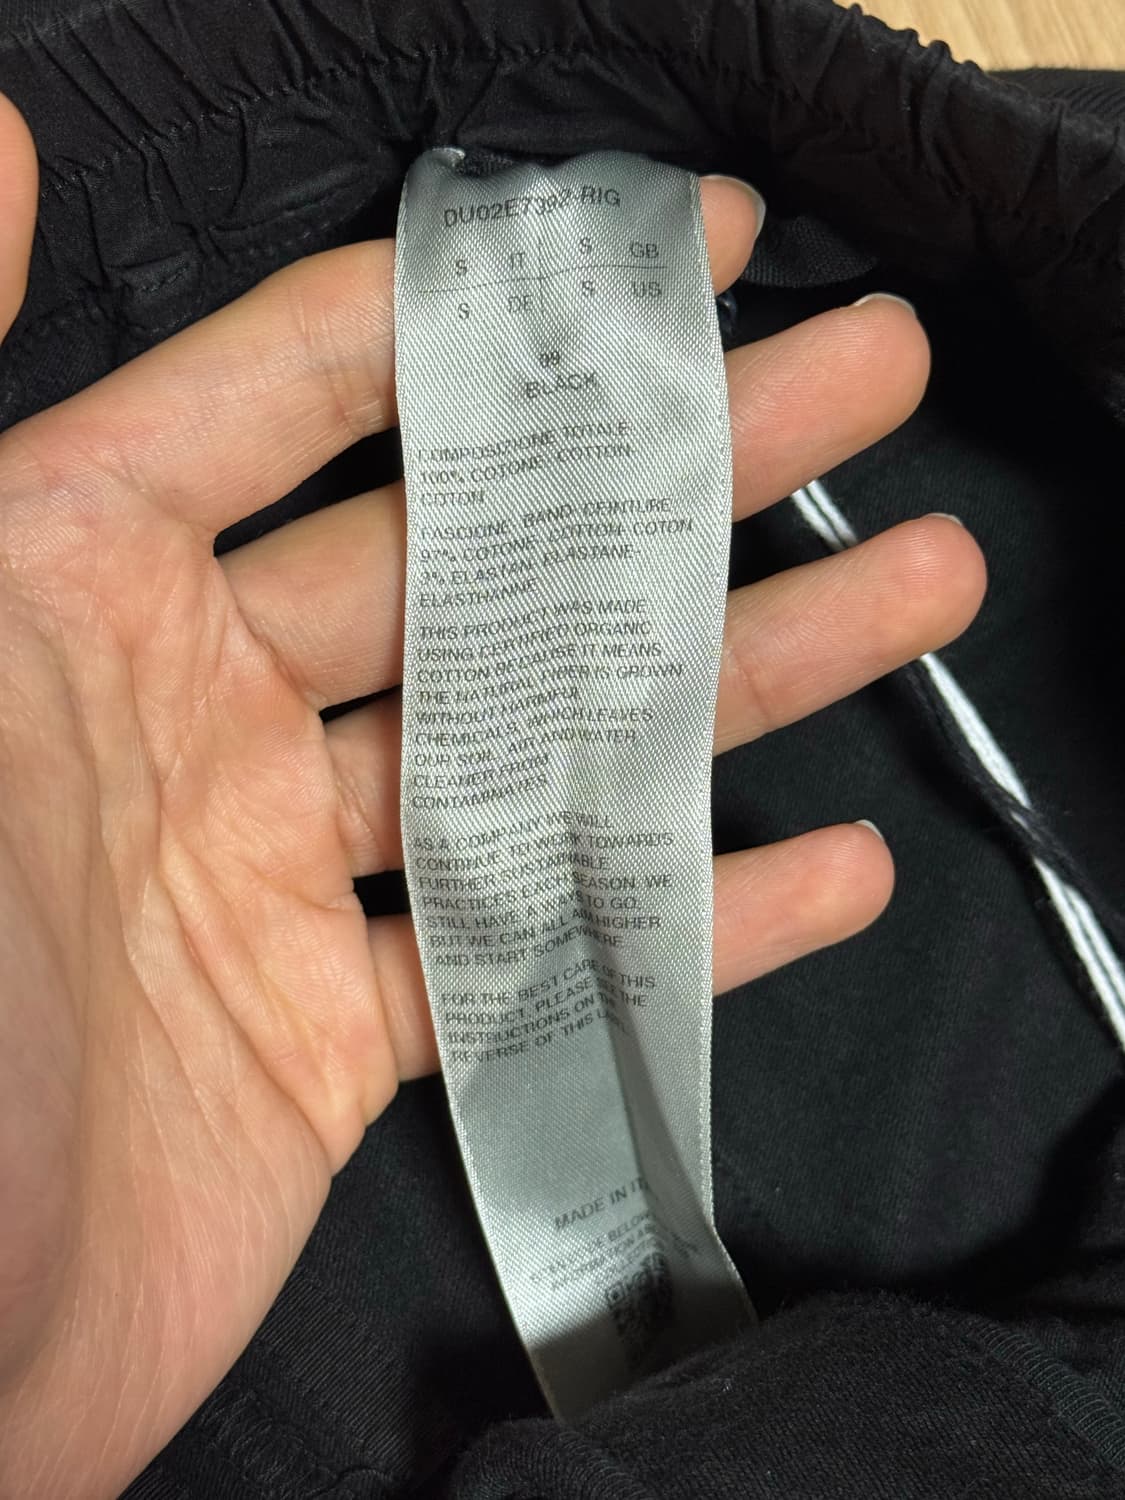 S IT S GB
S DE S US
09
BLACK
COMPOSIZIONE TOTALE:
100% COTONE, COTTON,
COTON
FASCIONE, BAND, CEINTURE:
97% COTONE, COTTON, COTON
3% ELASTAN, ELASTANE-
ELASTHANNE
THIS PRODUCT WAS MADE
USING CERTIFIED ORGANIC
COTTON BECAUSE IT MEANS
THE NATURAL FIBER IS GROWN
WITHOUT HARMFUL
CHEMICALS, WHICH LEAVES
OUR SOIL, AIR AND WATER
CLEANER FROM
CONTAMINATES
AS A COMPANY WE WILL
CONTINUE TO WORK TOWARDS
FURTHER SUSTAINABLE
PRACTICES EACH SEASON. WE
STILL HAVE A WAYS TO GO,
BUT WE CAN ALL AIM HIGHER
AND START SOMEWHERE
FOR THE BEST CARE OF THIS
PRODUCT, PLEASE SEE THE
INSTRUCTIONS ON THE
REVERSE OF THIS LABEL
MADE IN